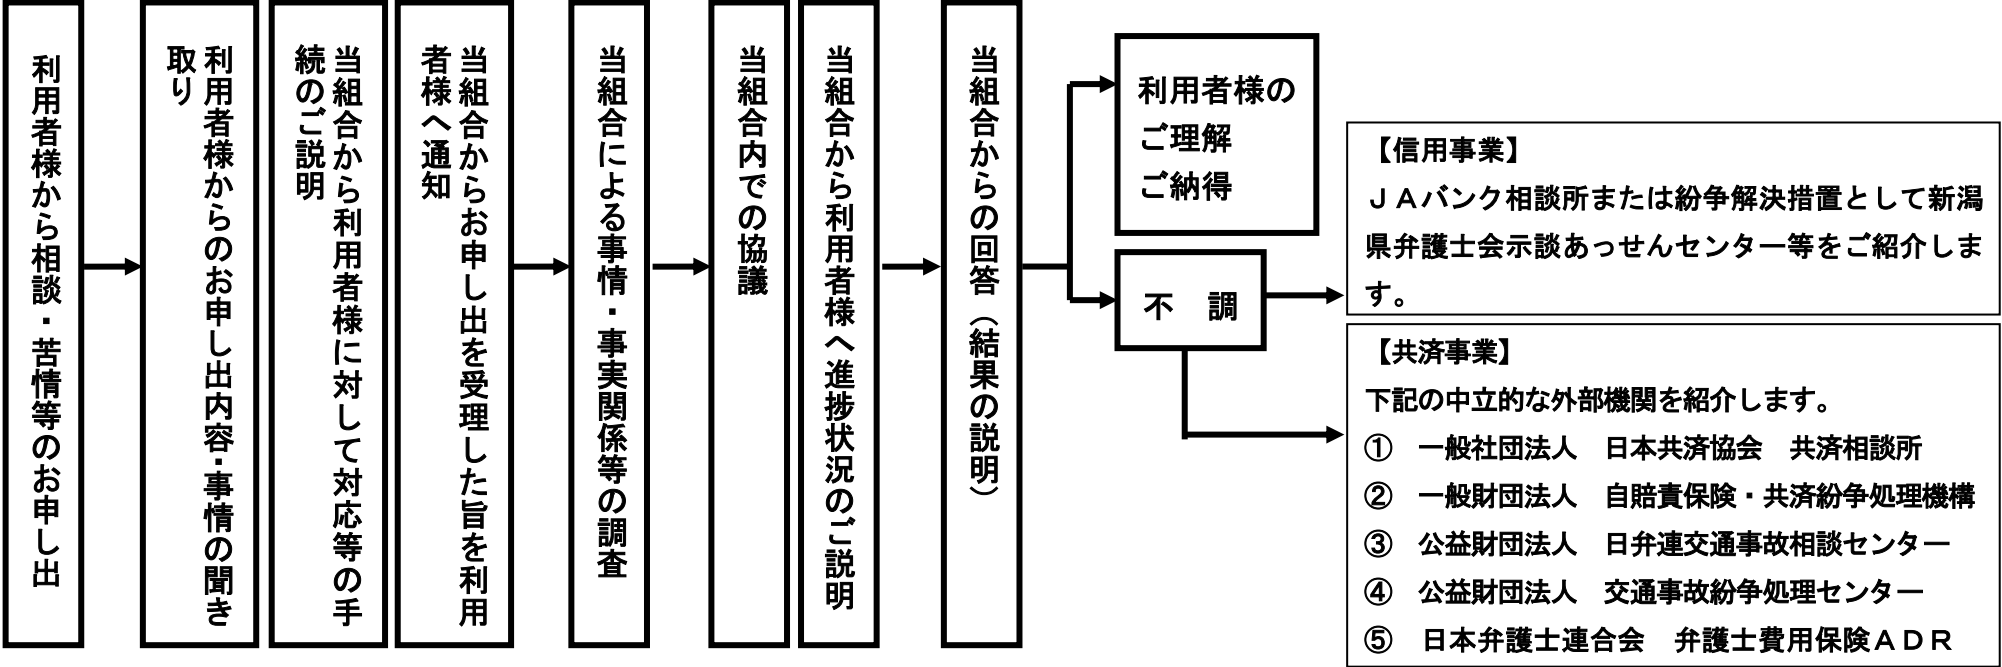 利用者様からの相談・苦情等のお申し出
利用者様からのお申し出内容・事情の聞き
取り
当組合から利用者様に対して対応等の手
続のご説明
当組合からお申し出を受理した旨を利用
者様へ通知
当組合による事情・事実関係等の調査
当組合内での協議
当組合から利用者様へ進捗状況のご説明
当組合からの回答（結果の説明）
利用者様の
ご理解
ご納得
不　調
【信用事業】
ＪＡバンク相談所または紛争解決措置として新潟
県弁護士会示談あっせんセンター等をご紹介しま
す。
【共済事業】
下記の中立的な外部機関を紹介します。
①　一般社団法人　日本共済協会　共済相談所
②　一般財団法人　自賠責保険・共済紛争処理機構
③　公益財団法人　日弁連交通事故相談センター
④　公益財団法人　交通事故紛争処理センター
⑤　日本弁護士連合会　弁護士費用保険ＡＤＲ